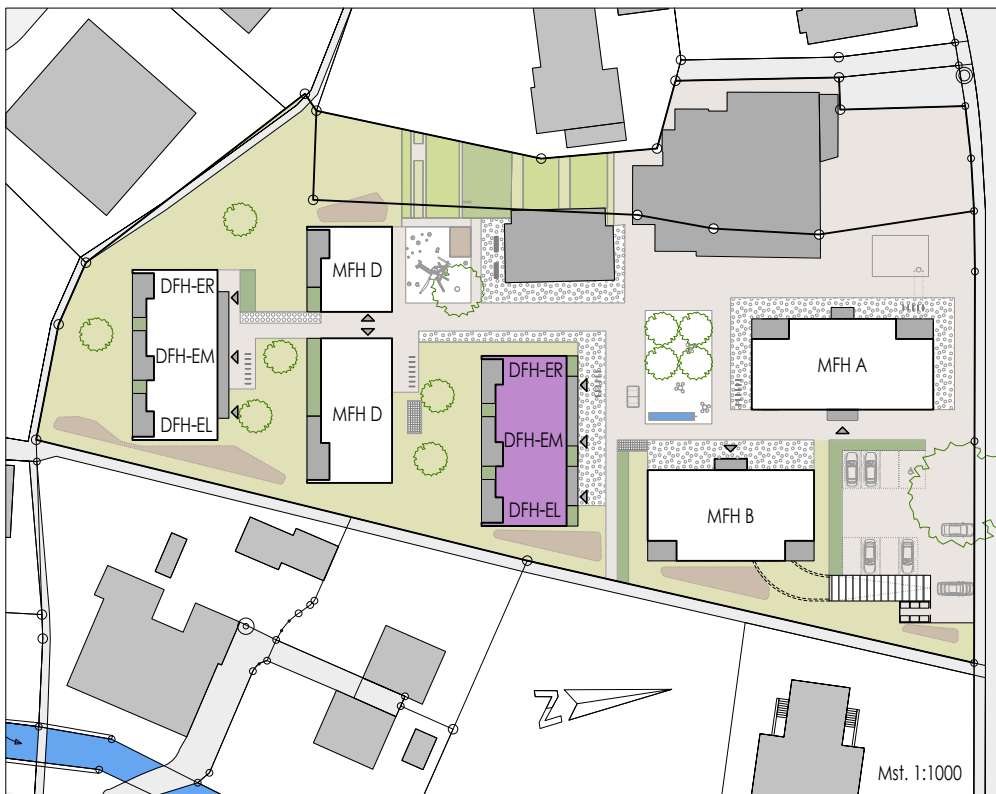 MFH D
DFH-ER
DFH-EM
DFH-EL
MFH D
DFH-ER
DFH-EM
DFH-EL
MFH A
MFH B
N
Mst. 1:1000